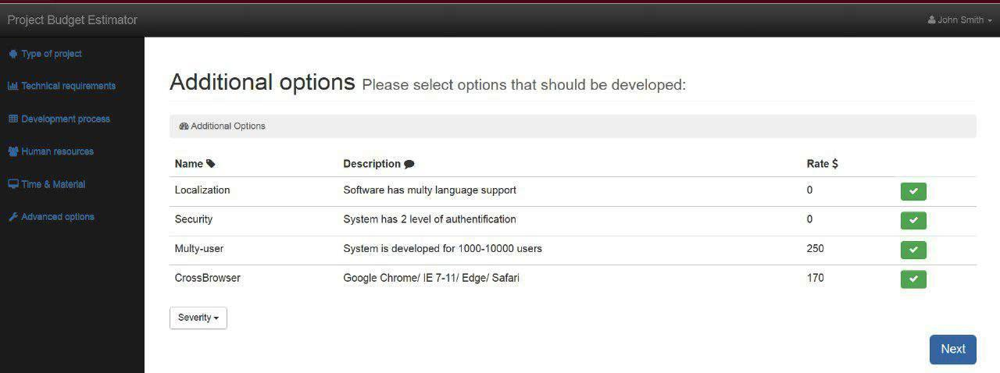 Project Budget Estimator
John Smith
Type of project
Technical requirements
Development process
Human resources
Time & Material
Advanced options
Additional options Please select options that should be developed:
Additional Options
Name Description Rate $
Localization Software has multy language support 0
Security System has 2 level of authentification 0
Multy-user System is developed for 1000-10000 users 250
CrossBrowser Google Chrome/ IE 7-11/ Edge/ Safari 170
Severity
Next